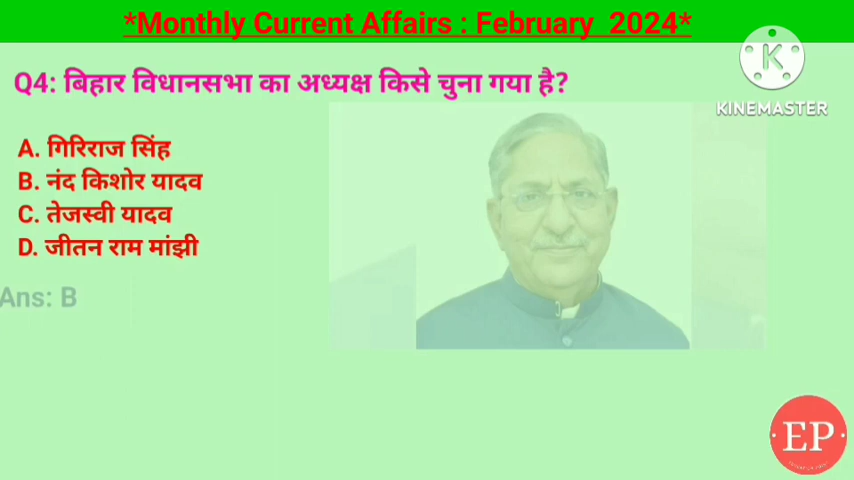 *Monthly Current Affairs : February 2024*
KINEMASTER
Q4: बिहार विधानसभा का अध्यक्ष किसे चुना गया है?
A. गिरिराज सिंह
B. नंद किशोर यादव
C. तेजस्वी यादव
D. जीतन राम मांझी
Ans: B
EP